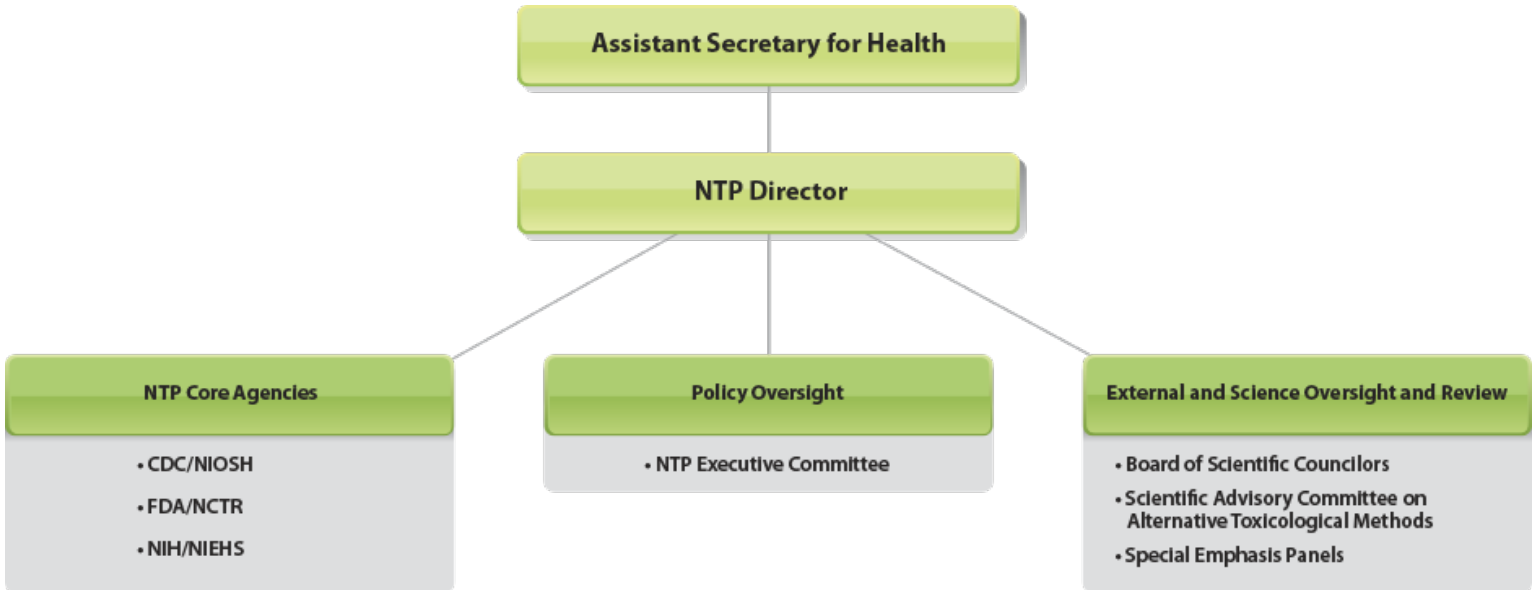 Assistant Secretary for Health
NTP Director
NTP Core Agencies
• CDC/NIOSH
• FDA/NCTR
• NIH/NIEHS
Policy Oversight
• NTP Executive Committee
External and Science Oversight and Review
• Board of Scientific Councilors
• Scientific Advisory Committee on
Alternative Toxicological Methods
• Special Emphasis Panels